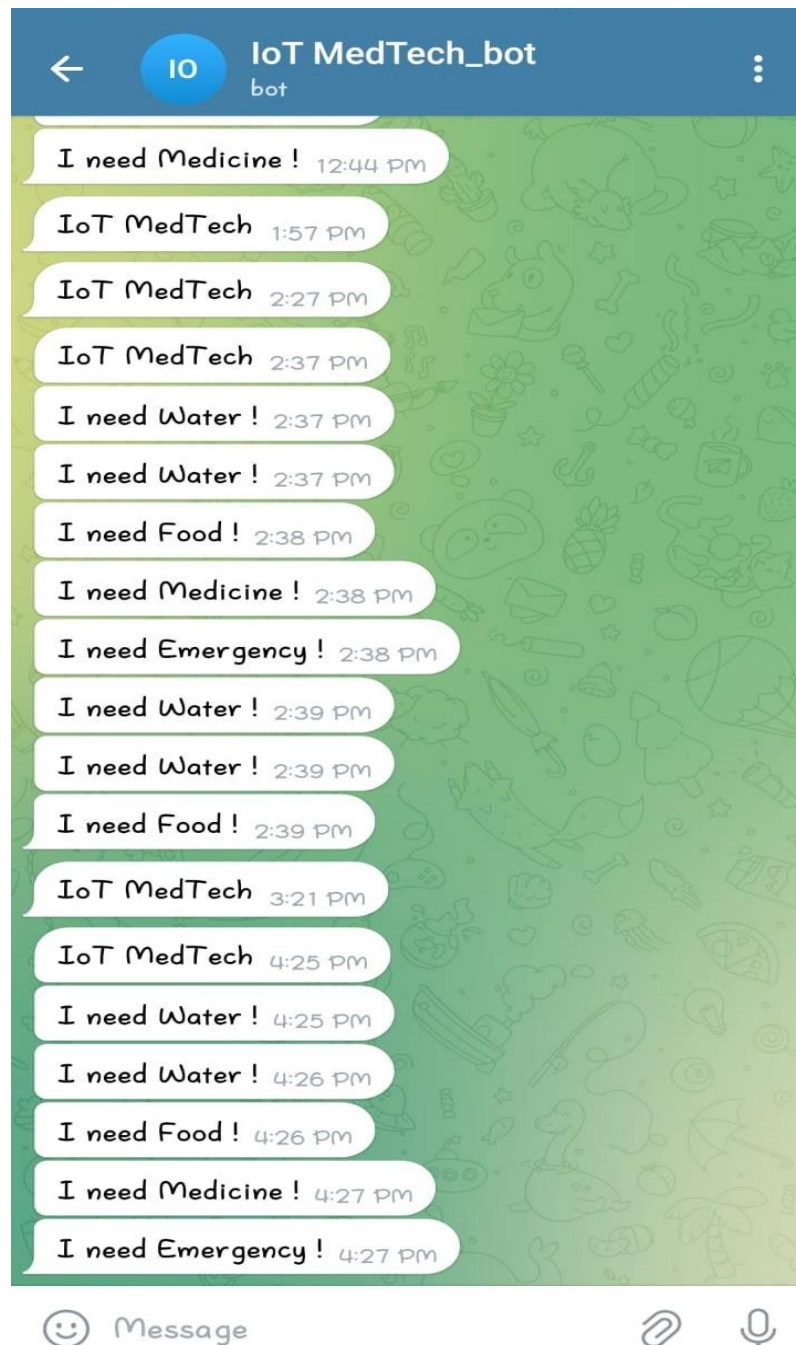 IO
IoT MedTech_bot
bot
I need Medicine ! 12:44 PM
IoT MedTech 1:57 PM
IoT MedTech 2:27 PM
IoT MedTech 2:37 PM
I need Water ! 2:37 PM
I need Water ! 2:37 PM
I need Food ! 2:38 PM
I need Medicine ! 2:38 PM
I need Emergency ! 2:38 PM
I need Water ! 2:39 PM
I need Water ! 2:39 PM
I need Food ! 2:39 PM
IoT MedTech 3:21 PM
IoT MedTech 4:25 PM
I need Water ! 4:25 PM
I need Water ! 4:26 PM
I need Food ! 4:26 PM
I need Medicine ! 4:27 PM
I need Emergency ! 4:27 PM
Message